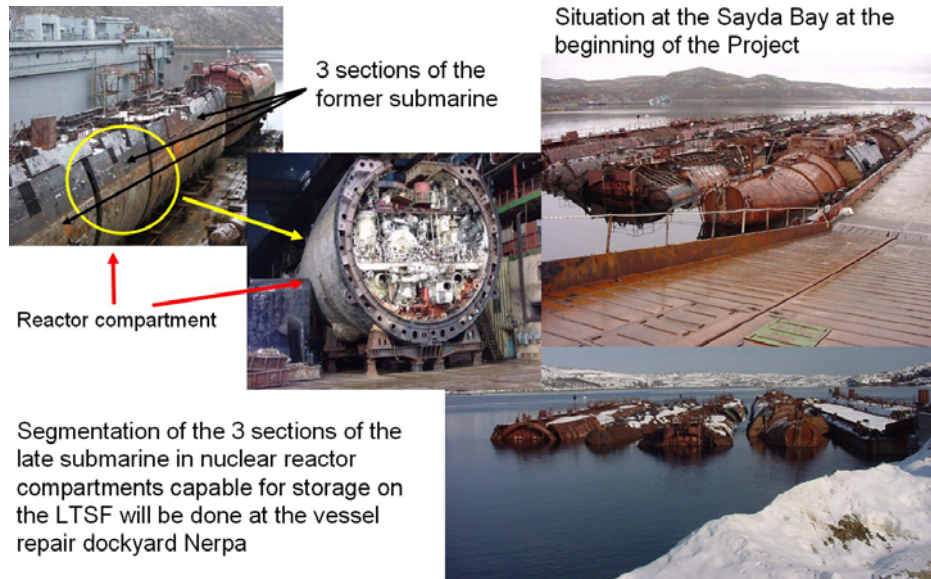 3 sections of the
former submarine
Situation at the Sayda Bay at the
beginning of the Project
Reactor compartment
Segmentation of the 3 sections of the
late submarine in nuclear reactor
compartments capable for storage on
the LTSF will be done at the vessel
repair dockyard Nerpa